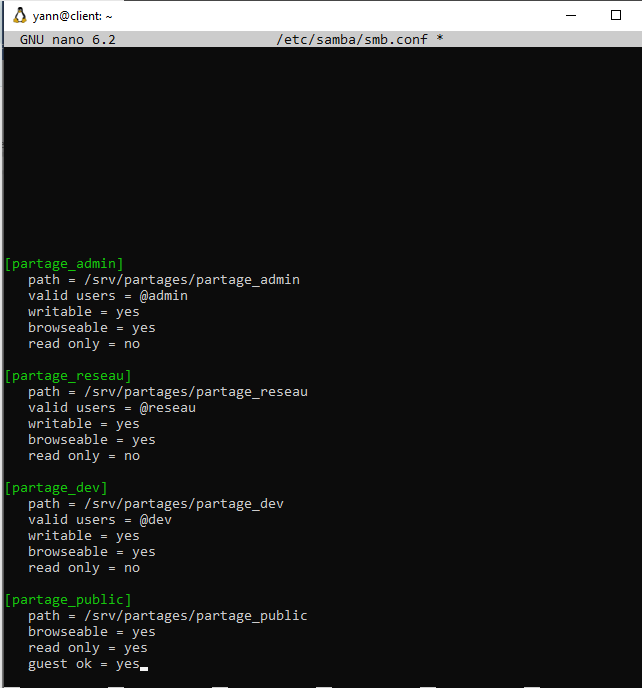 yann@client: ~
GNU nano 6.2 /etc/samba/smb.conf *
[partage_admin]
path = /srv/partages/partage_admin
valid users = @admin
writable = yes
browseable = yes
read only = no
[partage_reseau]
path = /srv/partages/partage_reseau
valid users = @reseau
writable = yes
browseable = yes
read only = no
[partage_dev]
path = /srv/partages/partage_dev
valid users = @dev
writable = yes
browseable = yes
read only = no
[partage_public]
path = /srv/partages/partage_public
browseable = yes
read only = yes
guest ok = yes